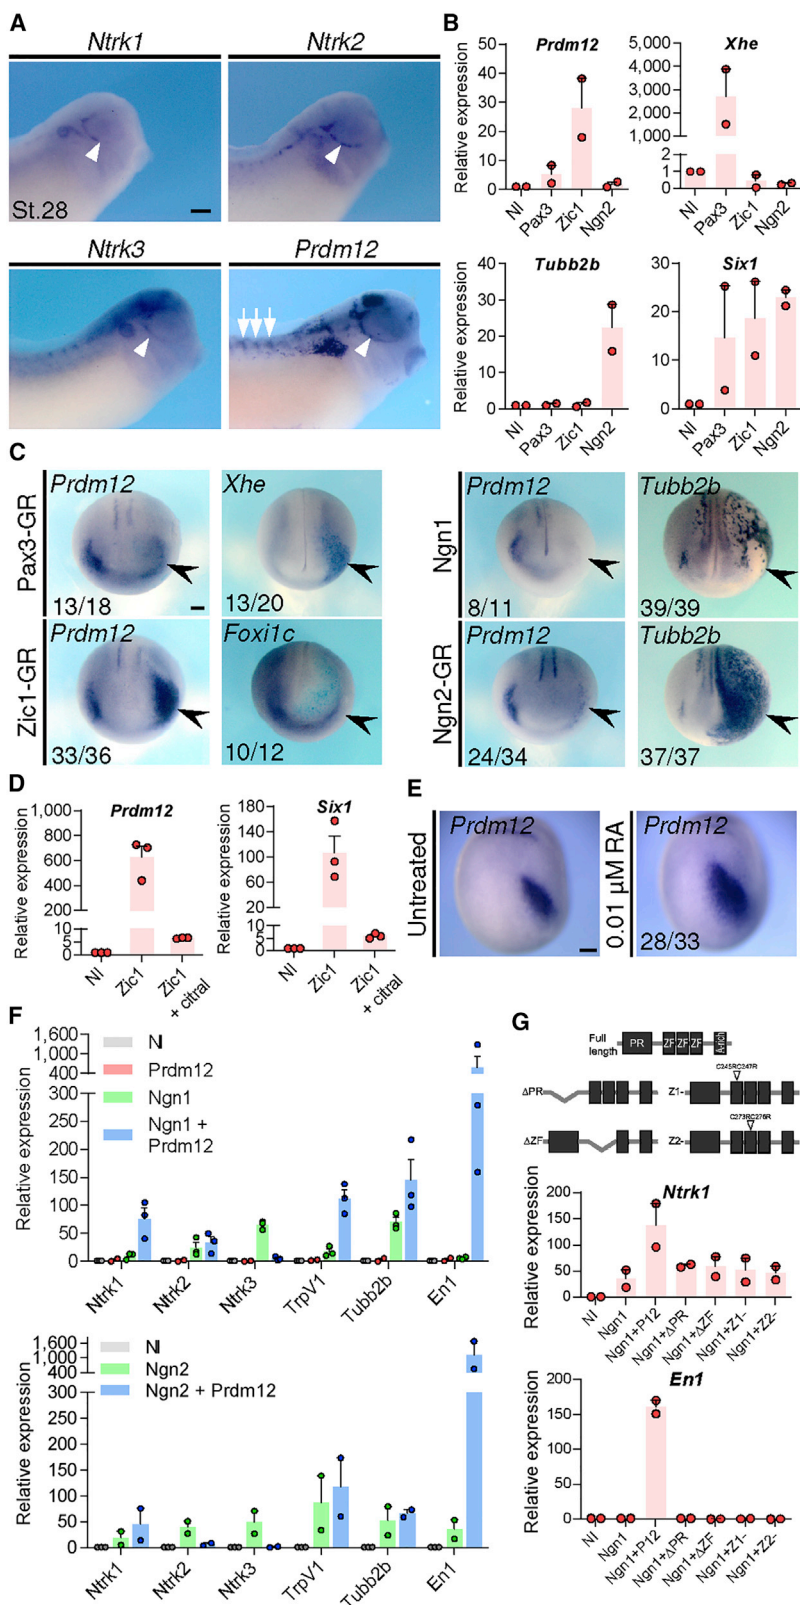 A
Ntrk1
Ntrk2
St.28
Ntrk3
Prdm12
B
Relative expression
Prdm12
50
40
30
20
10
0
NI
Pax3
Zic1
Ngn2
Xhe
5,000
4,000
3,000
2,000
1,000
2
1
0
NI
Pax3
Zic1
Ngn2
Relative expression
Tubb2b
40
30
20
10
0
NI
Pax3
Zic1
Ngn2
Six1
30
20
10
0
NI
Pax3
Zic1
Ngn2
C
Pax3-GR
Prdm12
13/18
Xhe
13/20
Zic1-GR
Prdm12
33/36
Foxi1c
10/12
Ngn1
Prdm12
8/11
Tubb2b
39/39
Ngn2-GR
Prdm12
24/34
Tubb2b
37/37
D
Relative expression
Prdm12
1,000
800
600
400
200
10
5
0
NI
Zic1
Zic1
+ citral
Relative expression
Six1
180
140
100
60
20
10
5
0
NI
Zic1
Zic1
+ citral
E
Untreated
Prdm12
0.01 µM RA
Prdm12
28/33
F
Relative expression
1,600
1,000
400
300
200
100
50
0
NI
Prdm12
Ngn1
Ngn1 +
Prdm12
Ntrk1
Ntrk2
Ntrk3
TrpV1
Tubb2b
En1
Relative expression
1,600
1,000
400
300
200
150
100
50
0
NI
Ngn2
Ngn2 + Prdm12
Ntrk1
Ntrk2
Ntrk3
TrpV1
Tubb2b
En1
G
Full
length
PR
ZF
ZF
ZF
A-rich
C245RC247R
ΔPR
Z1-
C273RC276R
ΔZF
Z2-
Relative expression
Ntrk1
200
150
100
50
0
NI
Ngn1
Ngn1+P12
Ngn1+ΔPR
Ngn1+ΔZF
Ngn1+Z1-
Ngn1+Z2-
Relative expression
En1
200
150
100
50
0
NI
Ngn1
Ngn1+P12
Ngn1+ΔPR
Ngn1+ΔZF
Ngn1+Z1-
Ngn1+Z2-